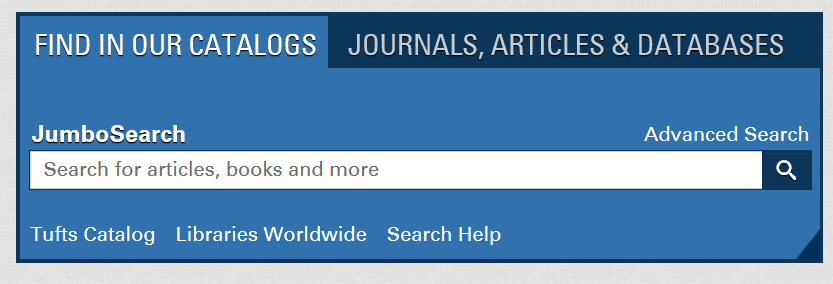 FIND IN OUR CATALOGS JOURNALS, ARTICLES & DATABASES
JumboSearch Advanced Search
Search for articles, books and more
Tufts Catalog Libraries Worldwide Search Help